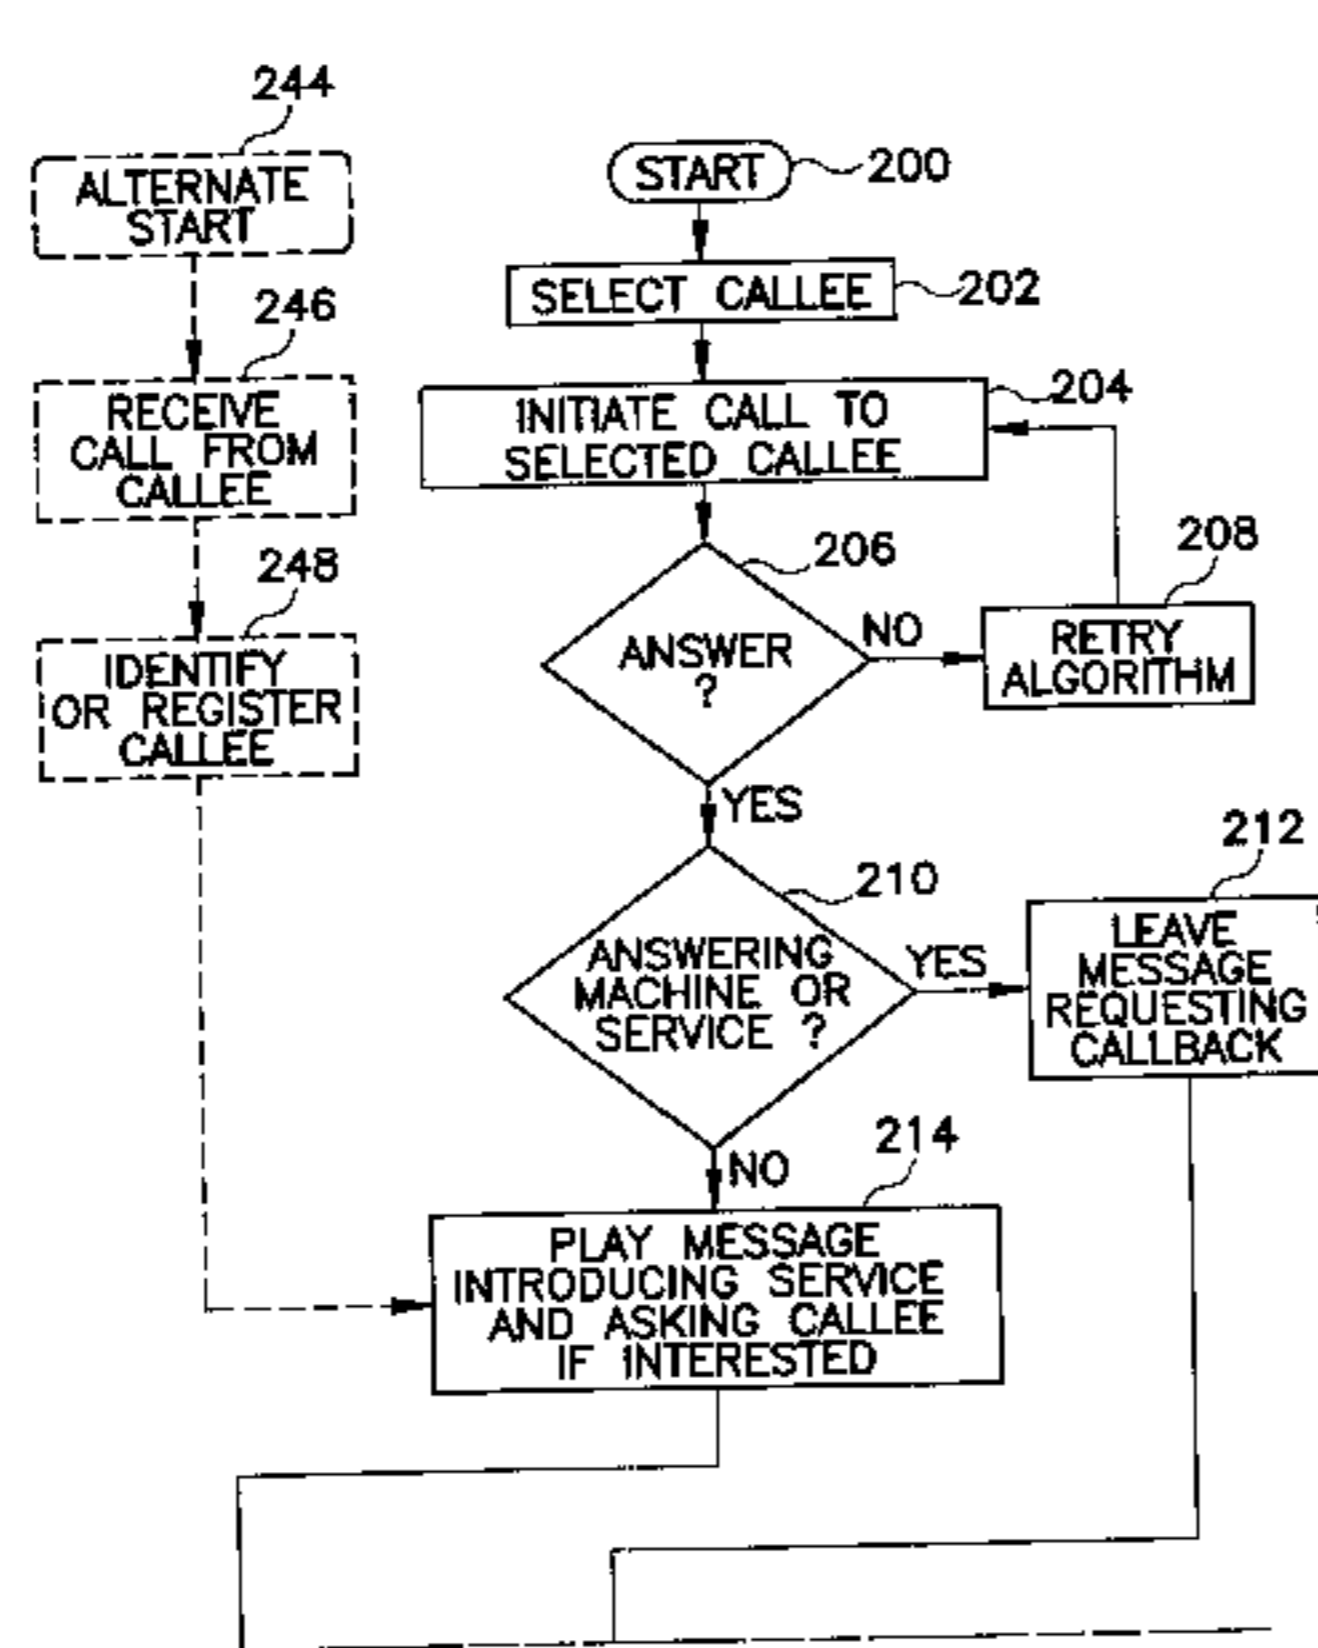 244
ALTERNATE
START
246
RECEIVE
CALL FROM
CALLEE
248
IDENTIFY
OR REGISTER
CALLEE
START
200
SELECT CALLEE
202
204
INITIATE CALL TO
SELECTED CALLEE
206
ANSWER
?
NO
208
RETRY
ALGORITHM
YES
210
ANSWERING
MACHINE OR
SERVICE ?
YES
212
LEAVE
MESSAGE
REQUESTING
CALLBACK
NO
214
PLAY MESSAGE
INTRODUCING SERVICE
AND ASKING CALLEE
IF INTERESTED